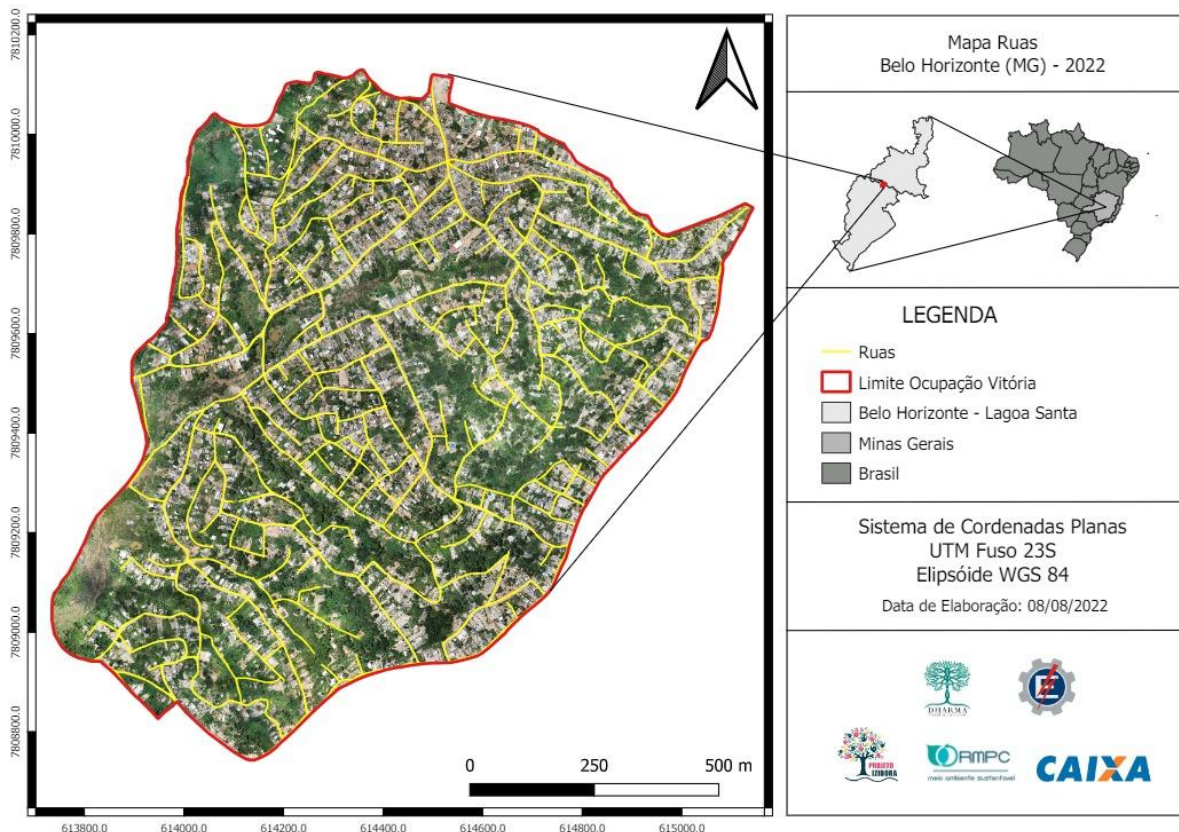 7810200.0
7810000.0
7809800.0
7809600.0
7809400.0
7809200.0
7809000.0
7808800.0
613800.0
614000.0
614200.0
614400.0
614600.0
614800.0
615000.0
0
250
500 m
Mapa Ruas
Belo Horizonte (MG) - 2022
LEGENDA
Ruas
Limite Ocupação Vitória
Belo Horizonte - Lagoa Santa
Minas Gerais
Brasil
Sistema de Cordenadas Planas
UTM Fuso 23S
Elipsóide WGS 84
Data de Elaboração: 08/08/2022
DHARMA
E
PROJETO
IZIDORA
ORMPC
meio ambiente sustentável
CAIXA